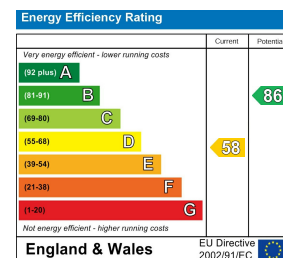 Energy Efficiency Rating
Current Potentia
Very energy efficient - lower running costs
(92 plus) A
(81-91) B 86
(69-80) C
(55-68) D 58
(39-54) E
(21-38) F
(1-20) G
Not energy efficient - higher running costs
England & Wales EU Directive
2002/91/EC